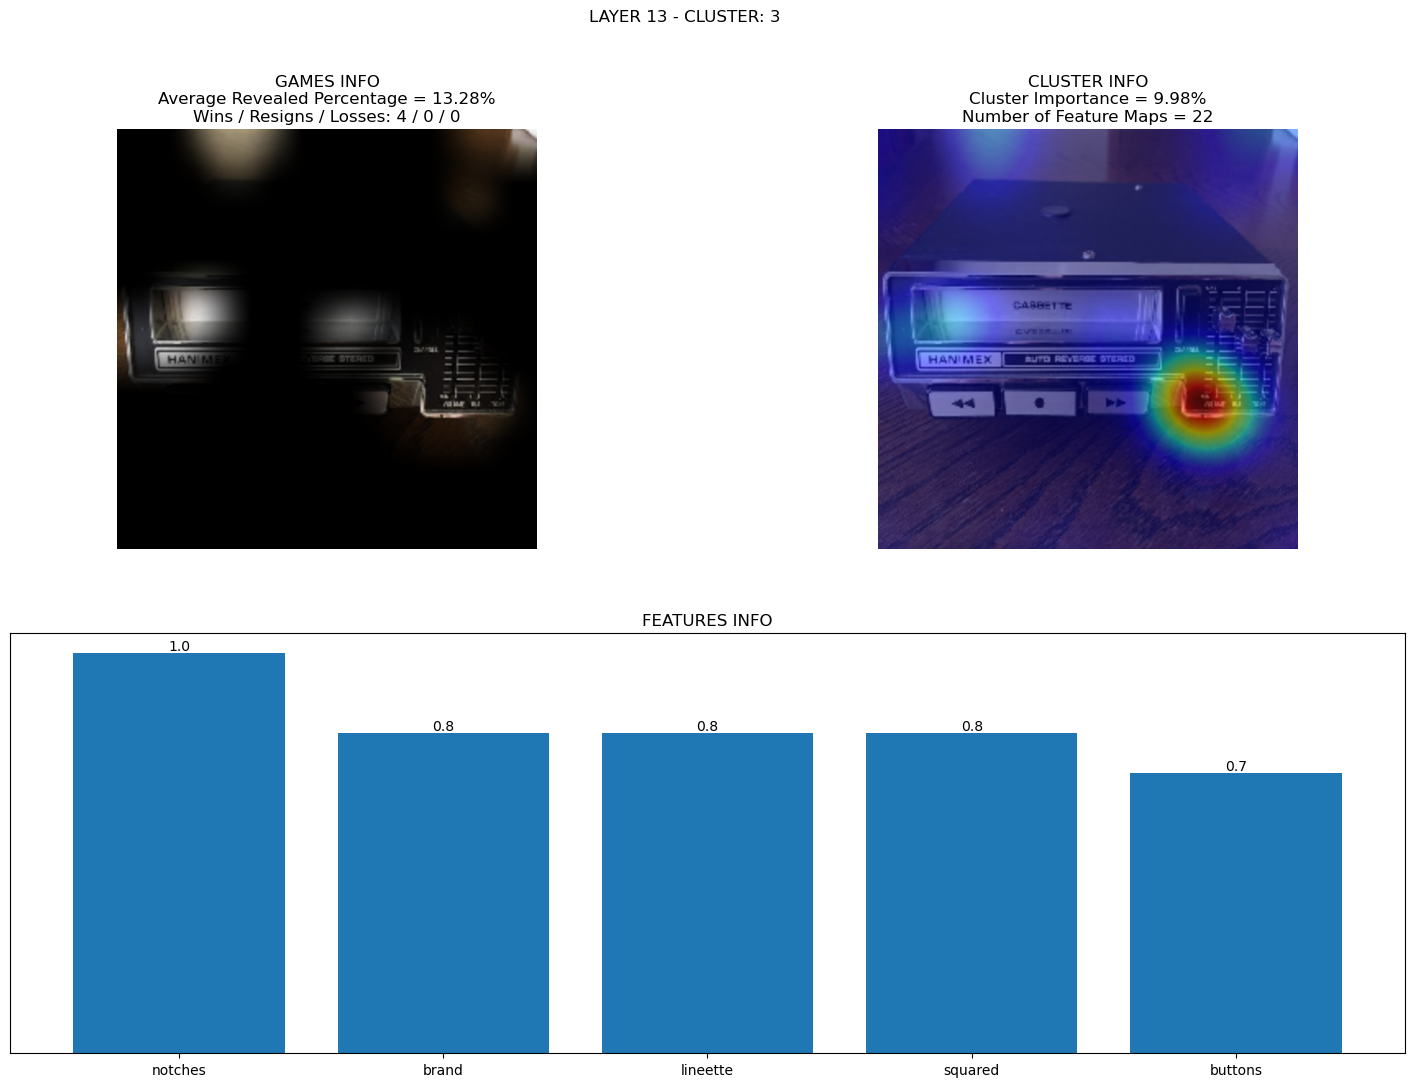 LAYER 13 - CLUSTER: 3
GAMES INFO
Average Revealed Percentage = 13.28%
Wins / Resigns / Losses: 4 / 0 / 0
HANIMEX
VERSE STEREO
CLUSTER INFO
Cluster Importance = 9.98%
Number of Feature Maps = 22
CASSETTE
HANIMEX
AUTO REVERSE STEREO
FEATURES INFO
1.0
0.8
0.8
0.8
0.7
notches
brand
lineette
squared
buttons